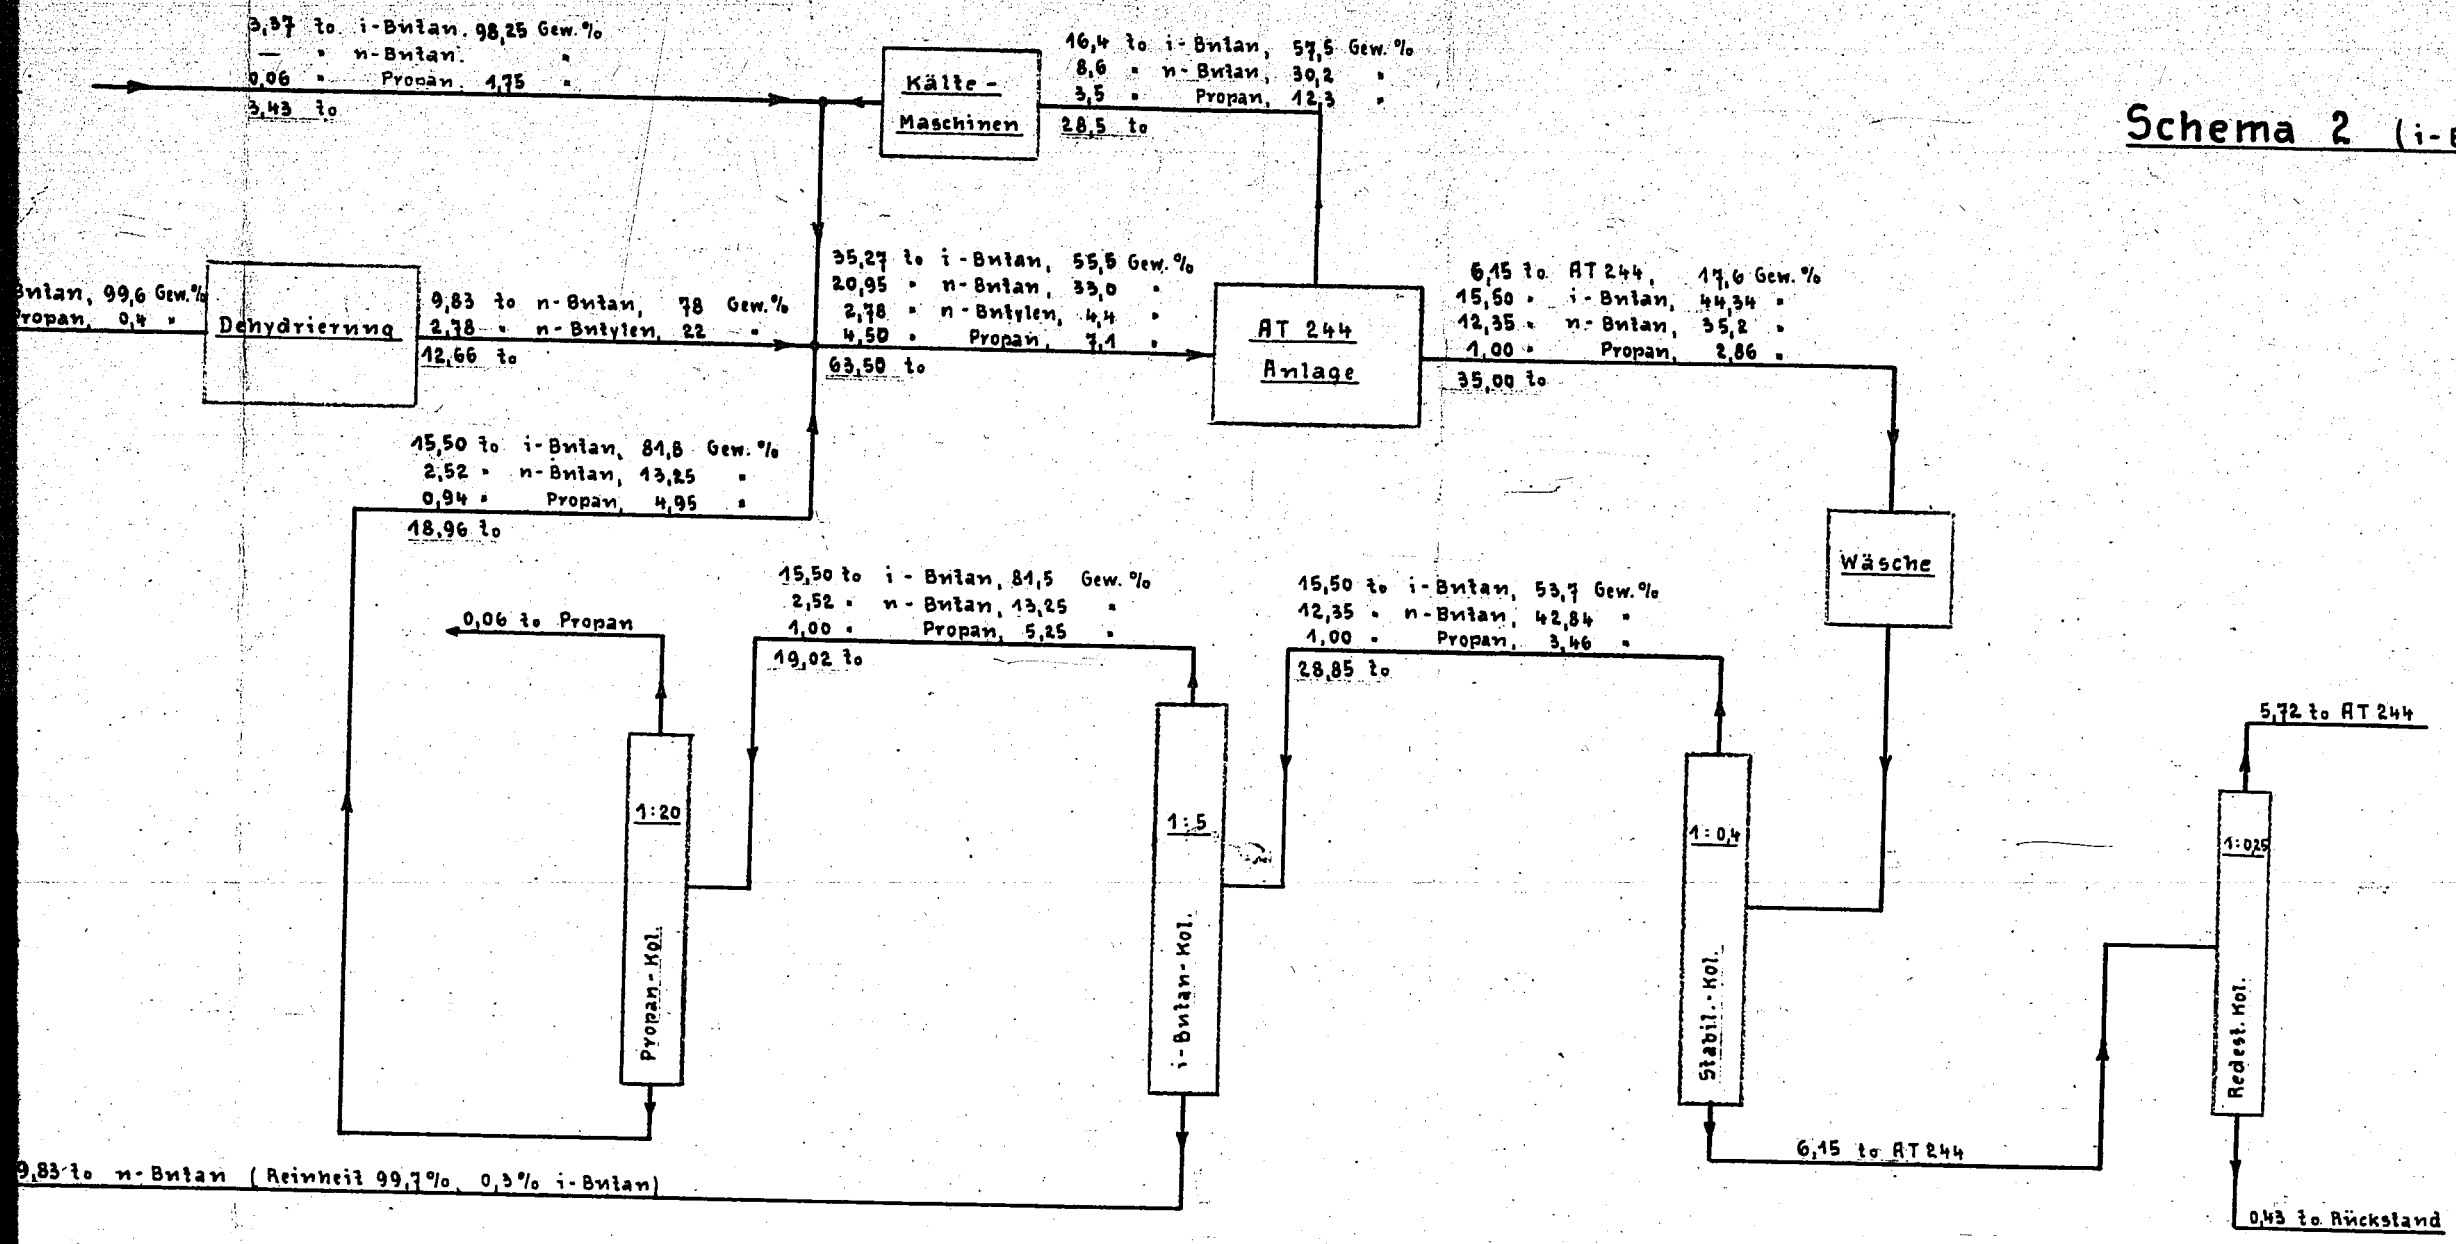 Schema 2 (i-B
3,37 to i-Butan, 98,25 Gew.%
— " n-Butan. "
0,06 " Propan, 1,75 "
3,43 to
Kälte-
Maschinen
16,4 to i-Butan, 57,5 Gew.%
8,6 " n-Butan, 30,2 "
3,5 " Propan, 12,3 "
28,5 to
Butan, 99,6 Gew.%
Propan, 0,4 "
Dehydrierung
9,83 to n-Butan, 78 Gew.%
2,78 " n-Butylen, 22 "
12,66 to
35,27 to i-Butan, 55,5 Gew.%
20,95 " n-Butan, 33,0 "
2,78 " n-Butylen, 4,4 "
4,50 " Propan, 7,1 "
63,50 to
AT 244
Anlage
6,15 to AT 244, 17,6 Gew.%
15,50 " i-Butan, 44,34 "
12,35 " n-Butan, 35,2 "
1,00 " Propan, 2,86 "
35,00 to
15,50 to i-Butan, 81,8 Gew.%
2,52 " n-Butan, 13,25 "
0,94 " Propan, 4,95 "
18,96 to
Wäsche
0,06 to Propan
15,50 to i-Butan, 81,5 Gew.%
2,52 " n-Butan, 13,25 "
1,00 " Propan, 5,25 "
19,02 to
15,50 to i-Butan, 53,7 Gew.%
12,35 " n-Butan, 42,84 "
1,00 " Propan, 3,46 "
28,85 to
5,72 to AT 244
1:20
Propan-Kol.
1:5
i-Butan-Kol.
1:0,4
Stabil.-Kol.
1:0,25
Redest. Kol.
6,15 to AT 244
9,83 to n-Butan (Reinheit 99,7%, 0,3% i-Butan)
0,43 to Rückstand